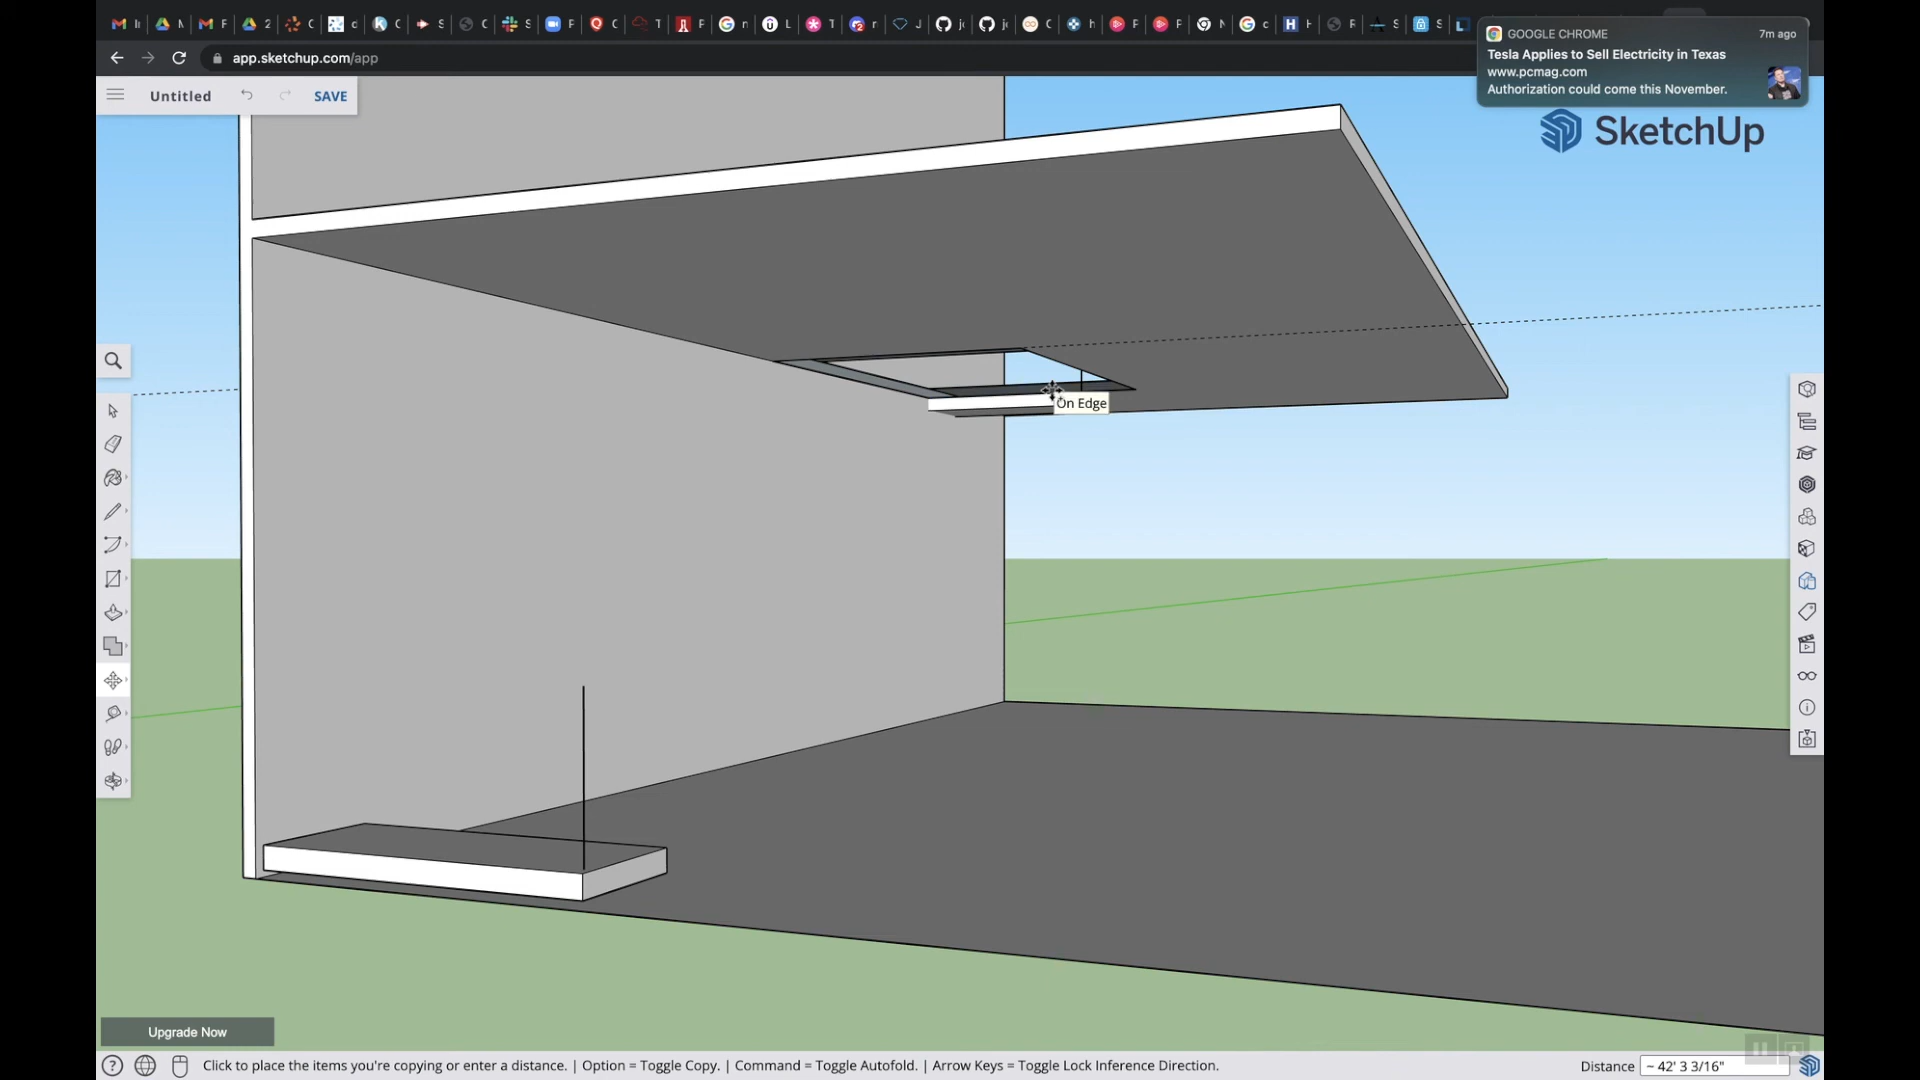 GOOGLE CHROME 7m ago
Tesla Applies to Sell Electricity in Texas
www.pcmag.com
Authorization could come this November.
app.sketchup.com/app
Untitled SAVE
SketchUp
On Edge
Upgrade Now
Click to place the items you're copying or enter a distance. | Option = Toggle Copy. | Command = Toggle Autofold. | Arrow Keys = Toggle Lock Inference Direction.
Distance ~ 42' 3 3/16"